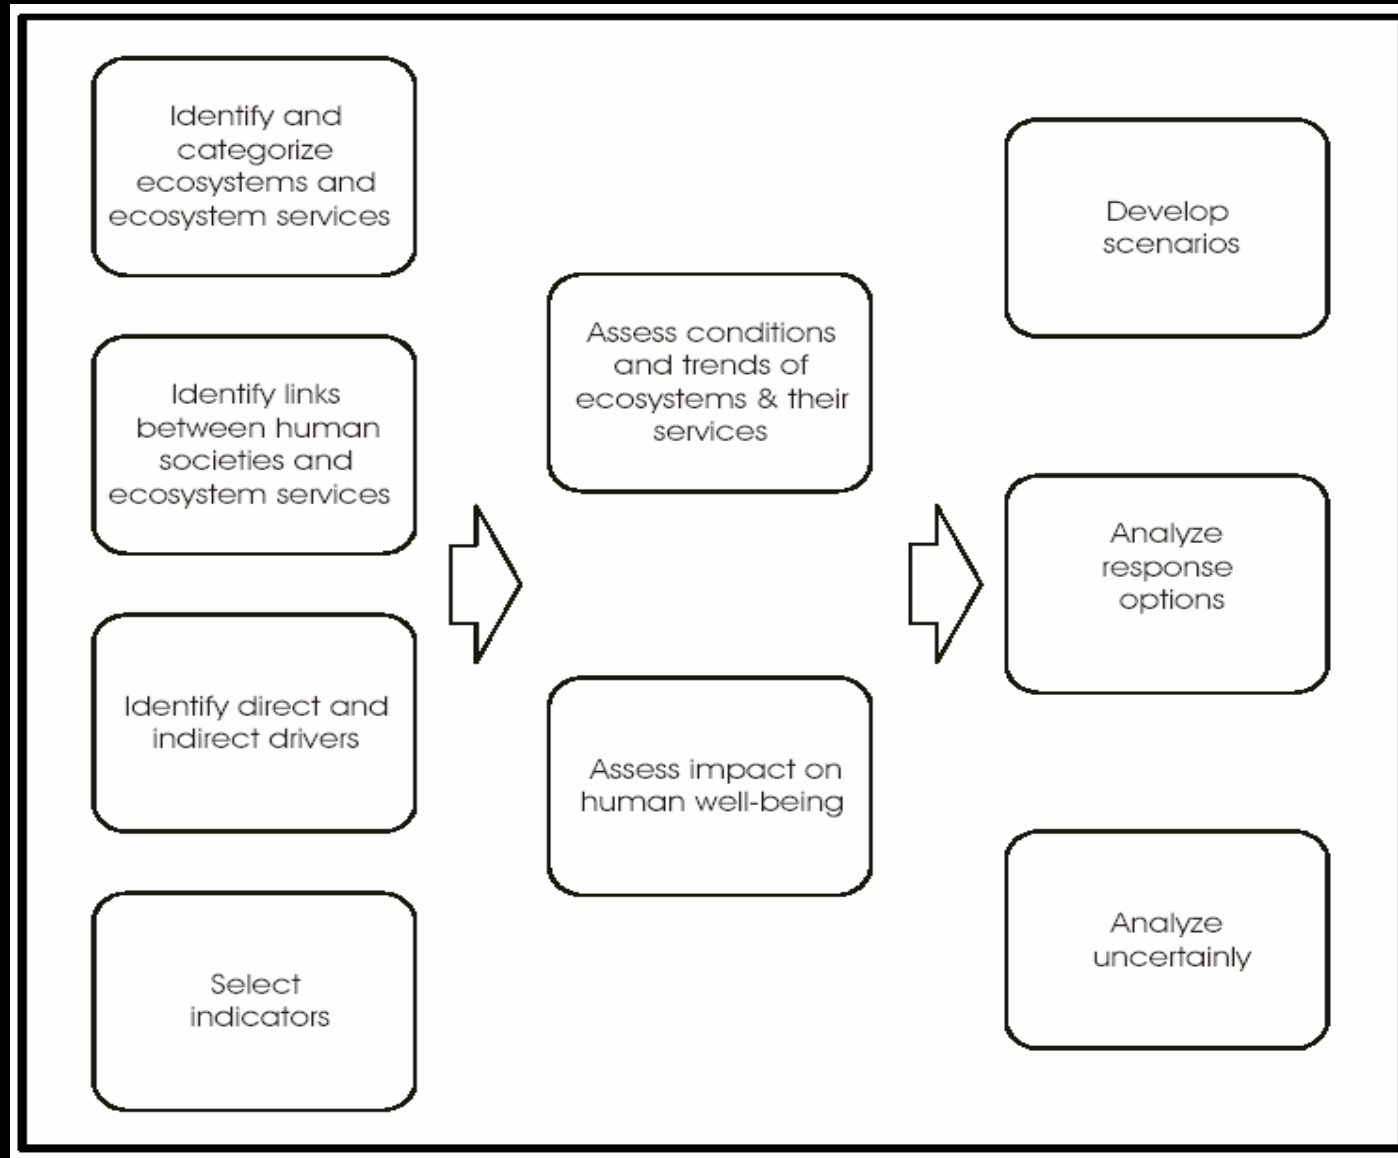 Identify and
categorize
ecosystems and
ecosystem services
Identify links
between human
societies and
ecosystem services
Identify direct and
indirect drivers
Select
indicators
Assess conditions
and trends of
ecosystems & their
services
Assess impact on
human well-being
Develop
scenarios
Analyze
response
options
Analyze
uncertainly